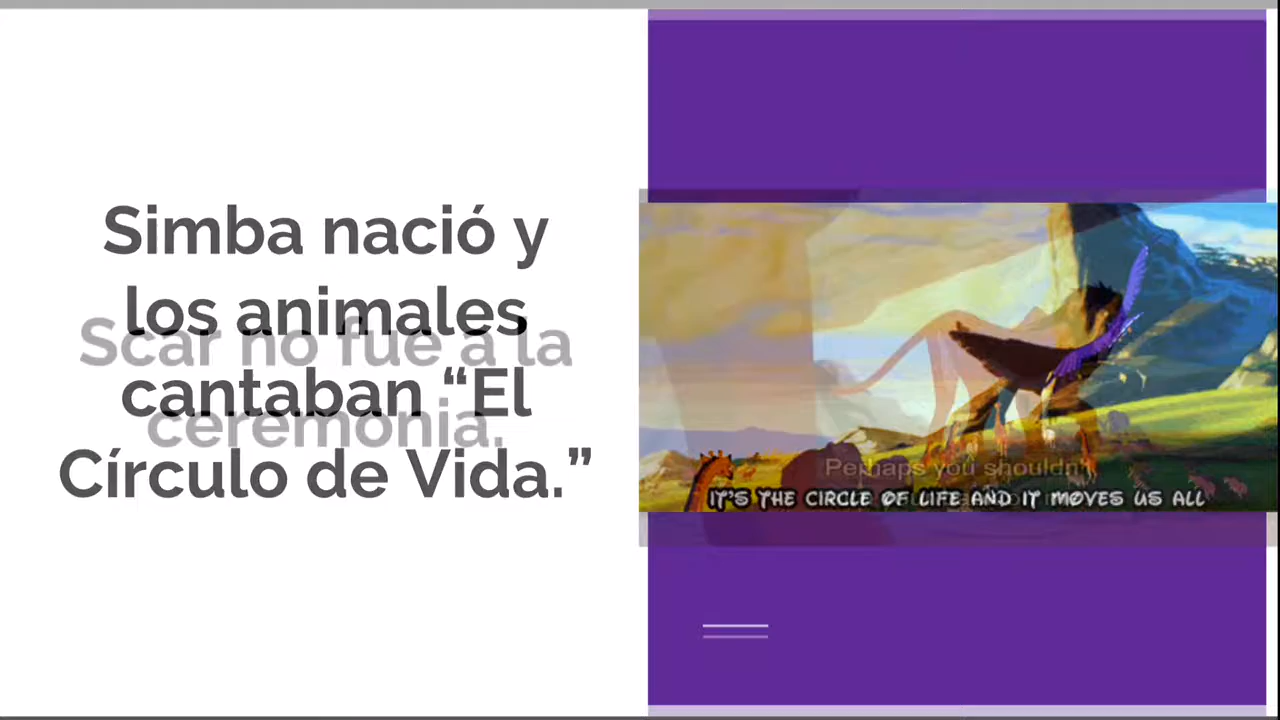 Simba nació y
los animales
cantaban “El
Círculo de Vida.”
Scar no fue a la
ceremonia.
Perhaps you shouldn't
IT'S THE CIRCLE OF LIFE AND IT MOVES US ALL